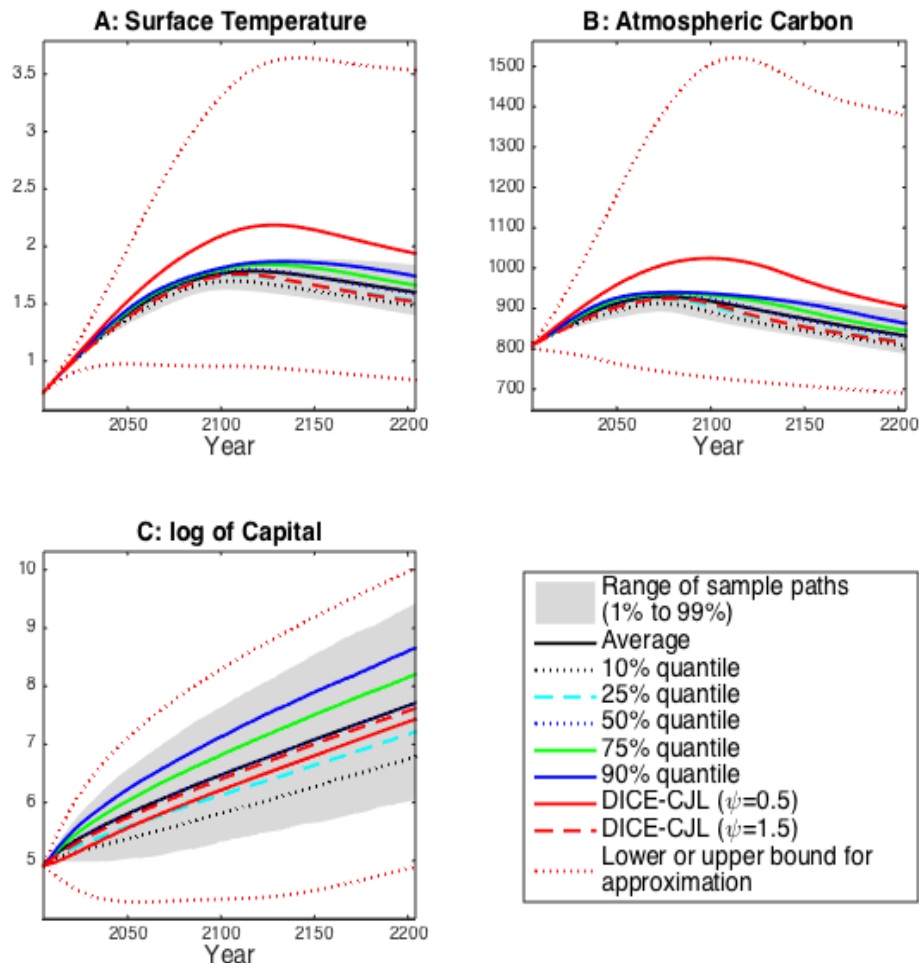 A: Surface Temperature
3.5
3
2.5
2
1.5
1
2050 2100 2150 2200
Year
B: Atmospheric Carbon
1500
1400
1300
1200
1100
1000
900
800
700
2050 2100 2150 2200
Year
C: log of Capital
10
9
8
7
6
5
2050 2100 2150 2200
Year
Range of sample paths
(1% to 99%)
Average
10% quantile
25% quantile
50% quantile
75% quantile
90% quantile
DICE-CJL (ψ=0.5)
DICE-CJL (ψ=1.5)
Lower or upper bound for
approximation